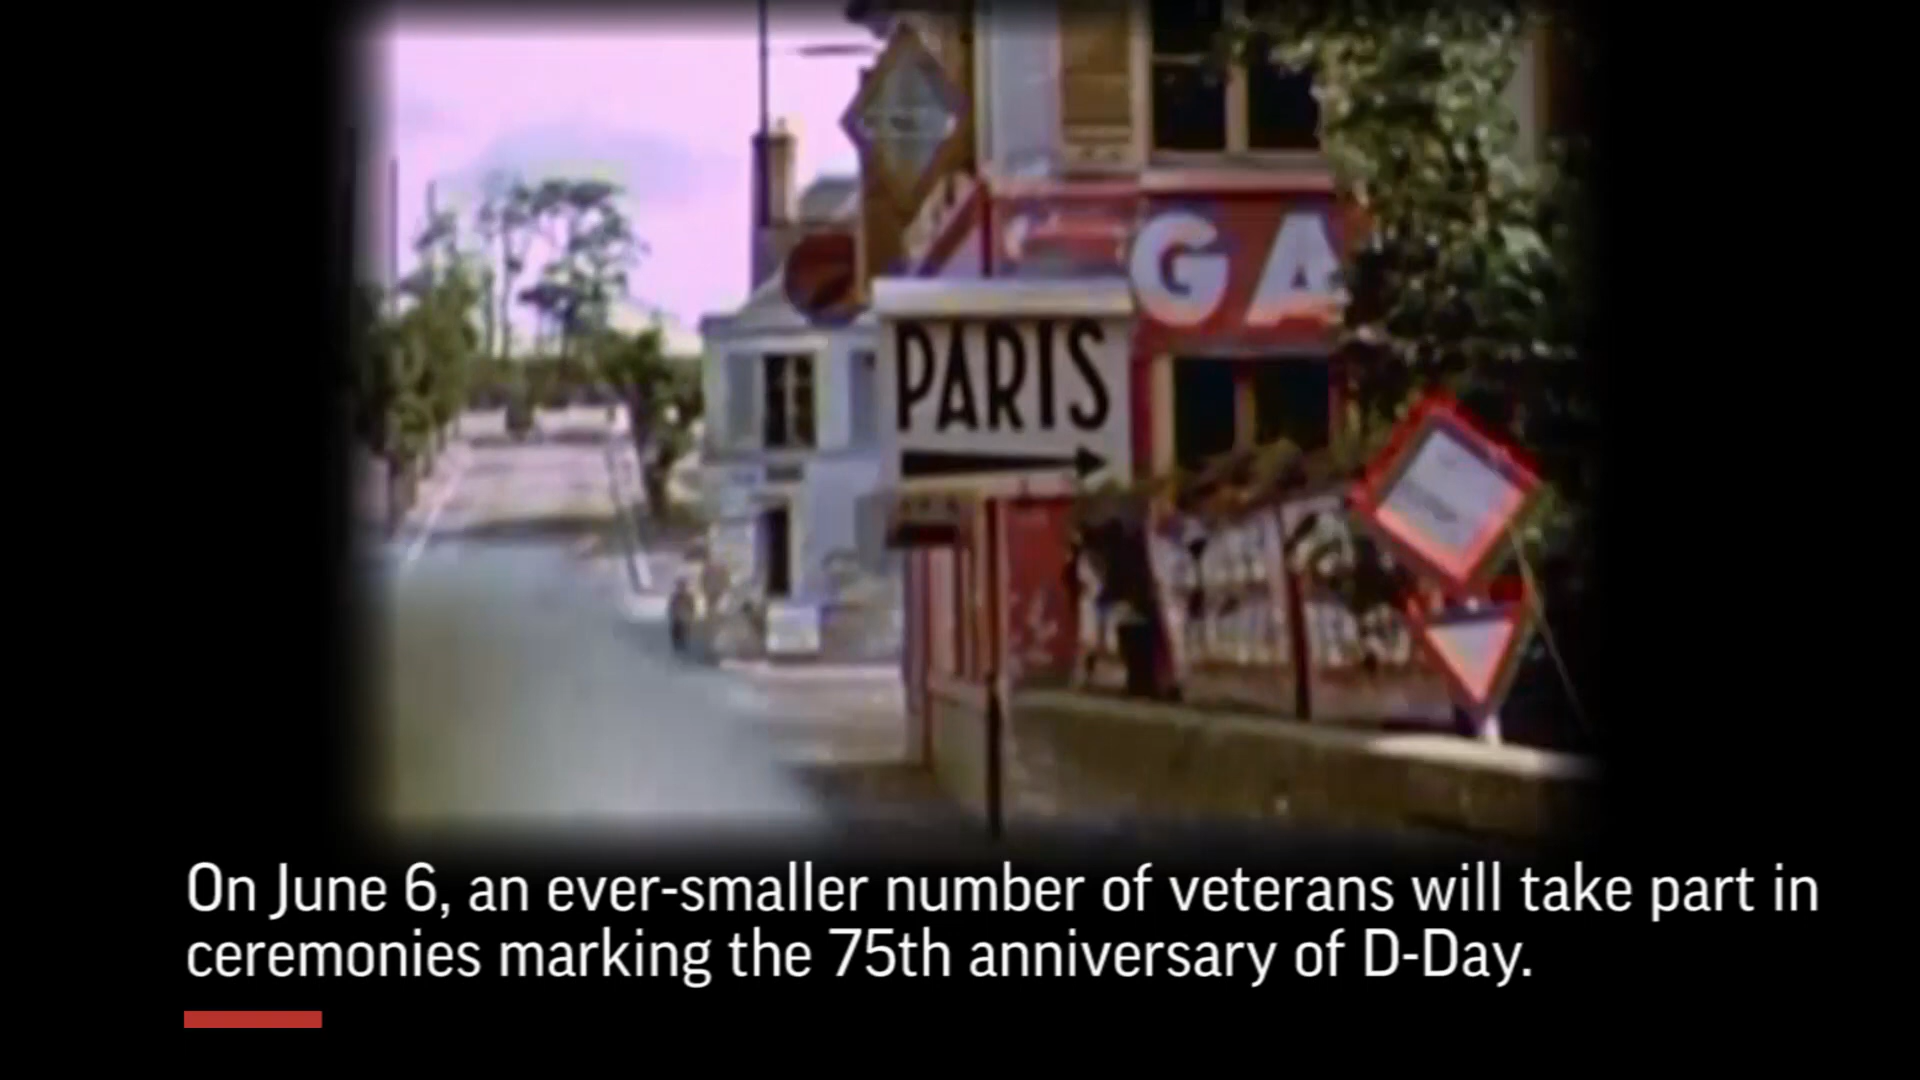 GA
PARIS
On June 6, an ever-smaller number of veterans will take part in
ceremonies marking the 75th anniversary of D-Day.